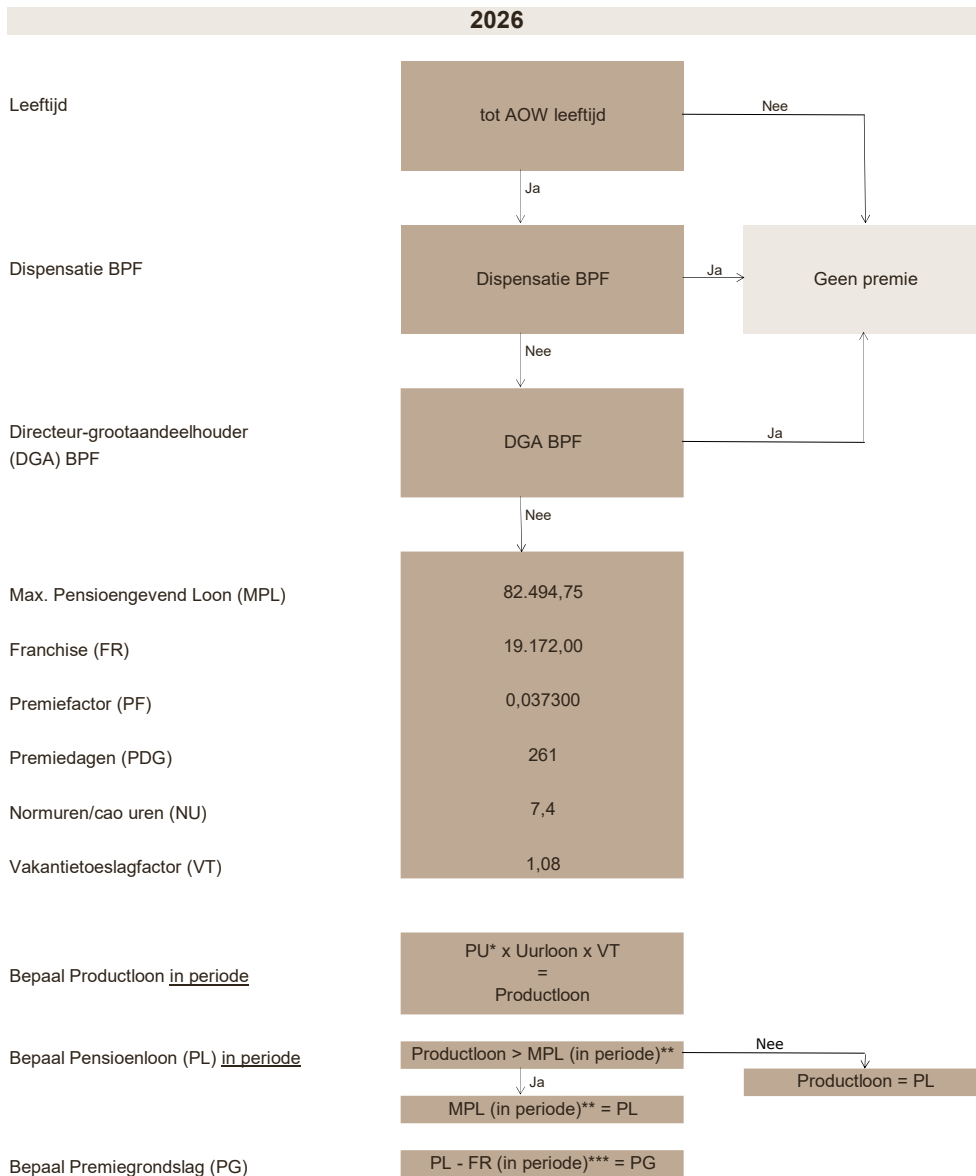 2026
Leeftijd
tot AOW leeftijd
Nee
Ja
Dispensatie BPF
Dispensatie BPF
Ja
Geen premie
Nee
Directeur-grootaandeelhouder
(DGA) BPF
DGA BPF
Ja
Nee
Max. Pensioengevend Loon (MPL)
82.494,75
Franchise (FR)
19.172,00
Premiefactor (PF)
0,037300
Premiedagen (PDG)
261
Normuren/cao uren (NU)
7,4
Vakantietoeslagfactor (VT)
1,08
Bepaal Productloon in periode
PU* x Uurloon x VT
=
Productloon
Bepaal Pensioenloon (PL) in periode
Productloon > MPL (in periode)**
Nee
Ja
Productloon = PL
MPL (in periode)** = PL
Bepaal Premiegrondslag (PG)
PL - FR (in periode)*** = PG